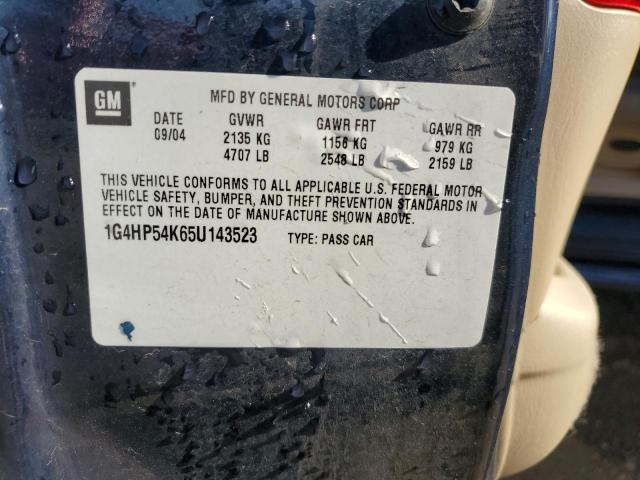 GM
MFD BY GENERAL MOTORS CORP
DATE GVWR GAWR FRT GAWR RR
09/04 2135 KG 1156 KG 979 KG
4707 LB 2548 LB 2159 LB
THIS VEHICLE CONFORMS TO ALL APPLICABLE U.S. FEDERAL MOTOR
VEHICLE SAFETY, BUMPER, AND THEFT PREVENTION STANDARDS IN
EFFECT ON THE DATE OF MANUFACTURE SHOWN ABOVE.
1G4HP54K65U143523 TYPE: PASS CAR